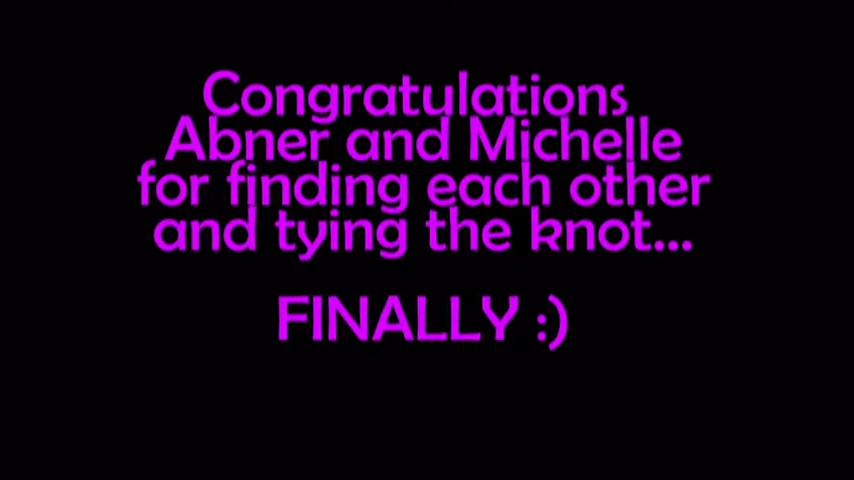 Congratulations
Abner and Michelle
for finding each other
and tying the knot...
FINALLY :)